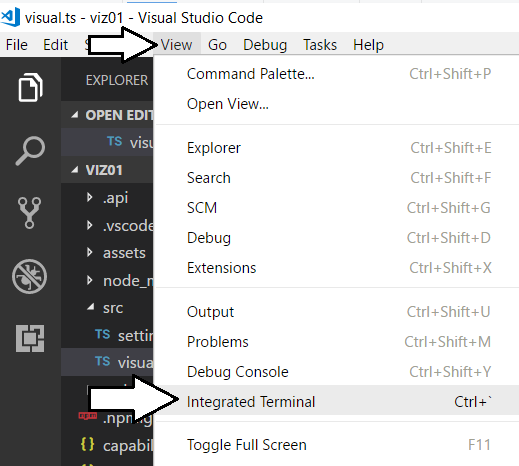 visual.ts - viz01 - Visual Studio Code
File Edit View Go Debug Tasks Help
EXPLORER
OPEN EDIT
TS visu
VIZ01
.api
.vscode
assets
node_m
src
TS settin
TS visua
npm .npmig
{} capabi
{}
Command Palette... Ctrl+Shift+P
Open View...
Explorer Ctrl+Shift+E
Search Ctrl+Shift+F
SCM Ctrl+Shift+G
Debug Ctrl+Shift+D
Extensions Ctrl+Shift+X
Output Ctrl+Shift+U
Problems Ctrl+Shift+M
Debug Console Ctrl+Shift+Y
Integrated Terminal Ctrl+`
Toggle Full Screen F11